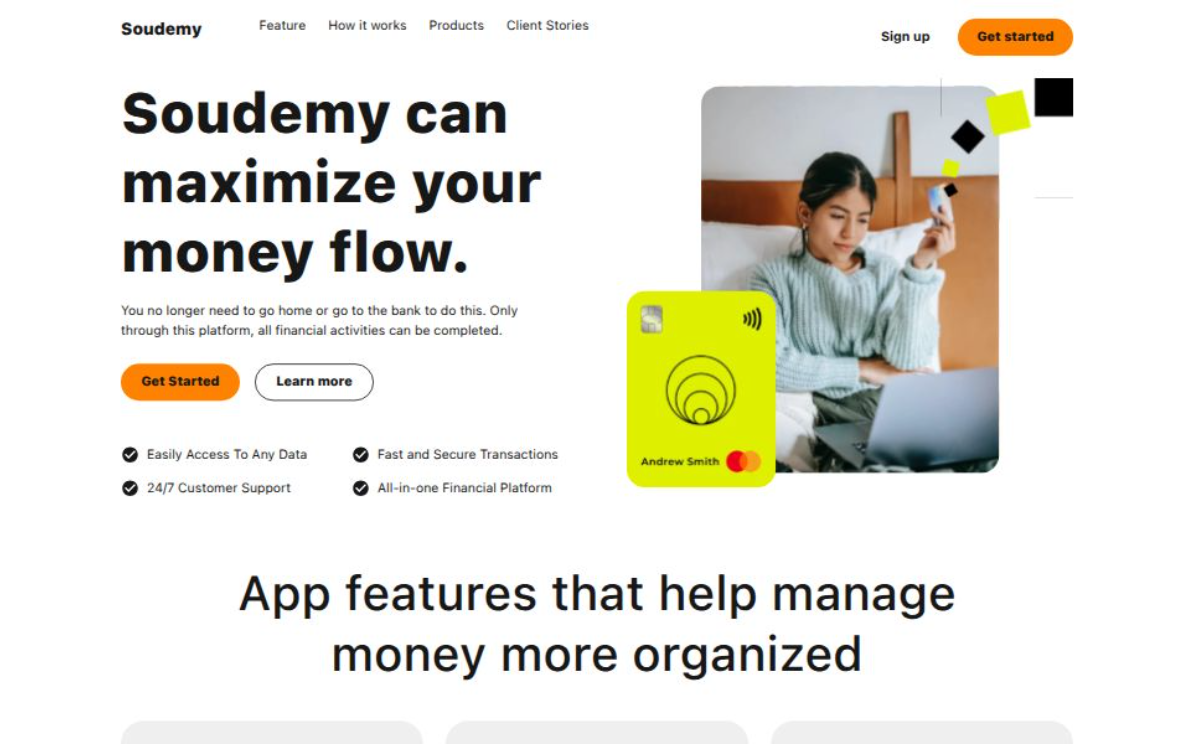 Soudemy
Feature
How it works
Products
Client Stories
Sign up
Get started
Soudemy can
maximize your
money flow.
You no longer need to go home or go to the bank to do this. Only
through this platform, all financial activities can be completed.
Get Started
Learn more
Easily Access To Any Data
Fast and Secure Transactions
24/7 Customer Support
All-in-one Financial Platform
Andrew Smith
App features that help manage
money more organized